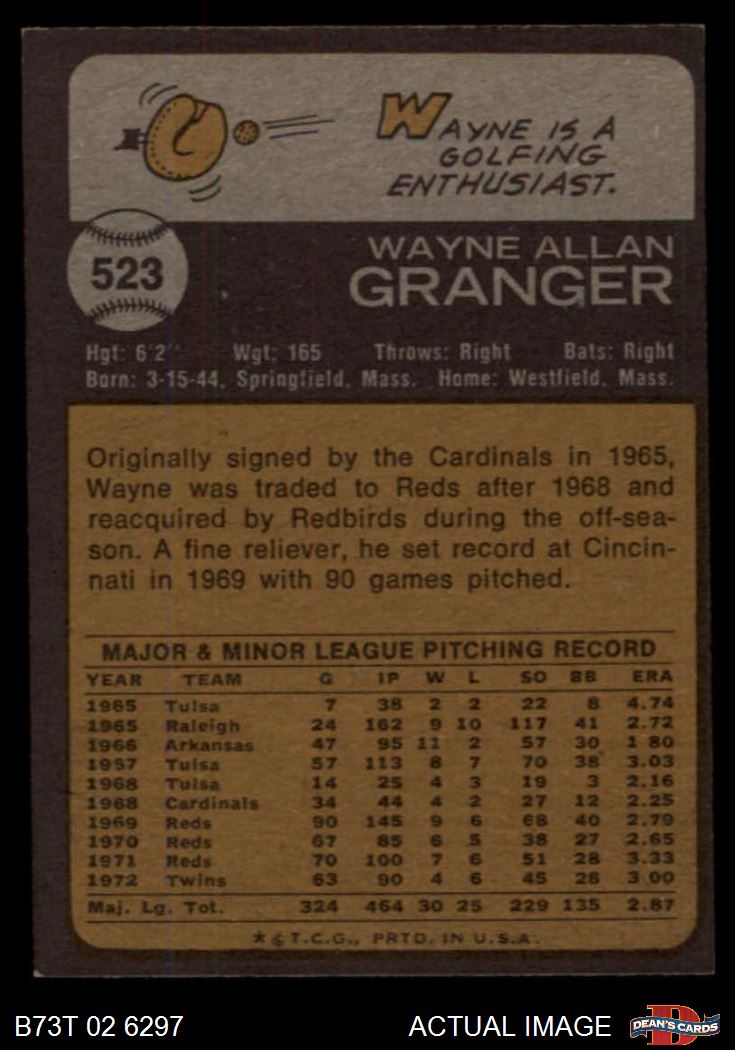 WAYNE IS A
GOLFING
ENTHUSIAST.
523
WAYNE ALLAN
GRANGER
Hgt: 6'2" Wgt: 165 Throws: Right Bats: Right
Born: 3-15-44, Springfield, Mass. Home: Westfield, Mass.
Originally signed by the Cardinals in 1965,
Wayne was traded to Reds after 1968 and
reacquired by Redbirds during the off-sea-
son. A fine reliever, he set record at Cincin-
nati in 1969 with 90 games pitched.
MAJOR & MINOR LEAGUE PITCHING RECORD
YEAR TEAM G IP W L SO BB ERA
1965 Tulsa 7 38 2 2 22 8 4.74
1965 Raleigh 24 162 9 10 117 41 2.72
1966 Arkansas 47 95 11 2 57 30 1.80
1967 Tulsa 57 113 8 7 70 38 3.03
1968 Tulsa 14 25 4 3 19 3 2.16
1968 Cardinals 34 44 4 2 27 12 2.25
1969 Reds 90 145 9 6 68 40 2.79
1970 Reds 67 85 6 5 38 27 2.65
1971 Reds 70 100 7 6 51 28 3.33
1972 Twins 63 90 4 6 45 28 3.00
Maj. Lg. Tot. 324 464 30 25 229 135 2.87
* © T.C.G., PRTD. IN U.S.A.
B73T 02 6297 ACTUAL IMAGE D DEAN'S CARDS